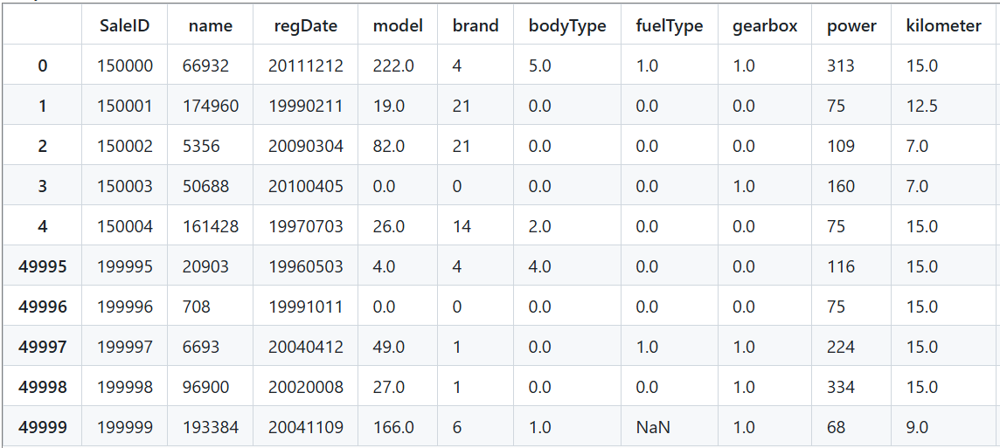 SaleID name regDate model brand bodyType fuelType gearbox power kilometer
0 150000 66932 20111212 222.0 4 5.0 1.0 1.0 313 15.0
1 150001 174960 19990211 19.0 21 0.0 0.0 0.0 75 12.5
2 150002 5356 20090304 82.0 21 0.0 0.0 0.0 109 7.0
3 150003 50688 20100405 0.0 0 0.0 0.0 1.0 160 7.0
4 150004 161428 19970703 26.0 14 2.0 0.0 0.0 75 15.0
49995 199995 20903 19960503 4.0 4 4.0 0.0 0.0 116 15.0
49996 199996 708 19991011 0.0 0 0.0 0.0 0.0 75 15.0
49997 199997 6693 20040412 49.0 1 0.0 1.0 1.0 224 15.0
49998 199998 96900 20020008 27.0 1 0.0 0.0 1.0 334 15.0
49999 199999 193384 20041109 166.0 6 1.0 NaN 1.0 68 9.0